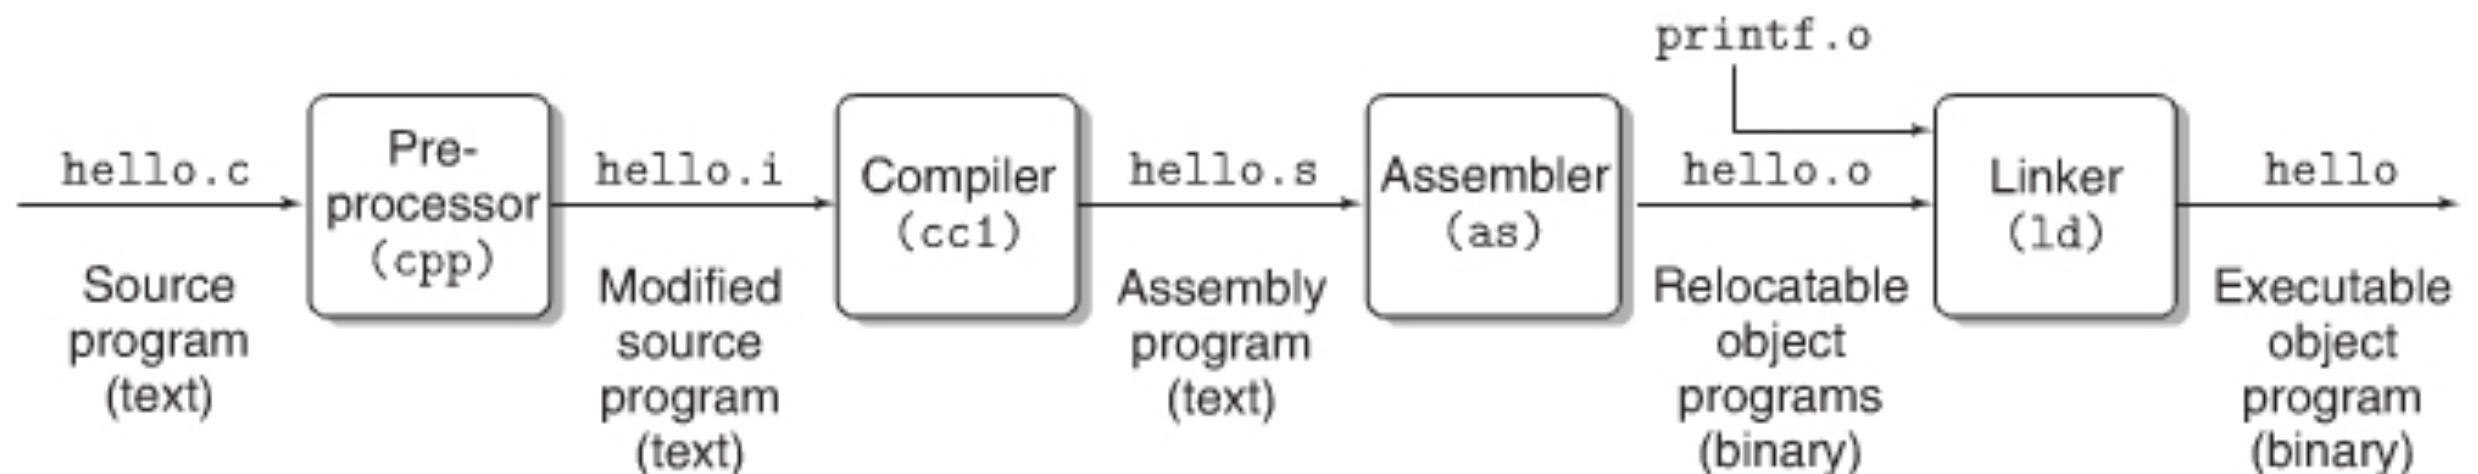 printf.o
hello.c
Pre-
processor
(cpp)
hello.i
Compiler
(cc1)
hello.s
Assembler
(as)
hello.o
Linker
(ld)
hello
Source
program
(text)
Modified
source
program
(text)
Assembly
program
(text)
Relocatable
object
programs
(binary)
Executable
object
program
(binary)